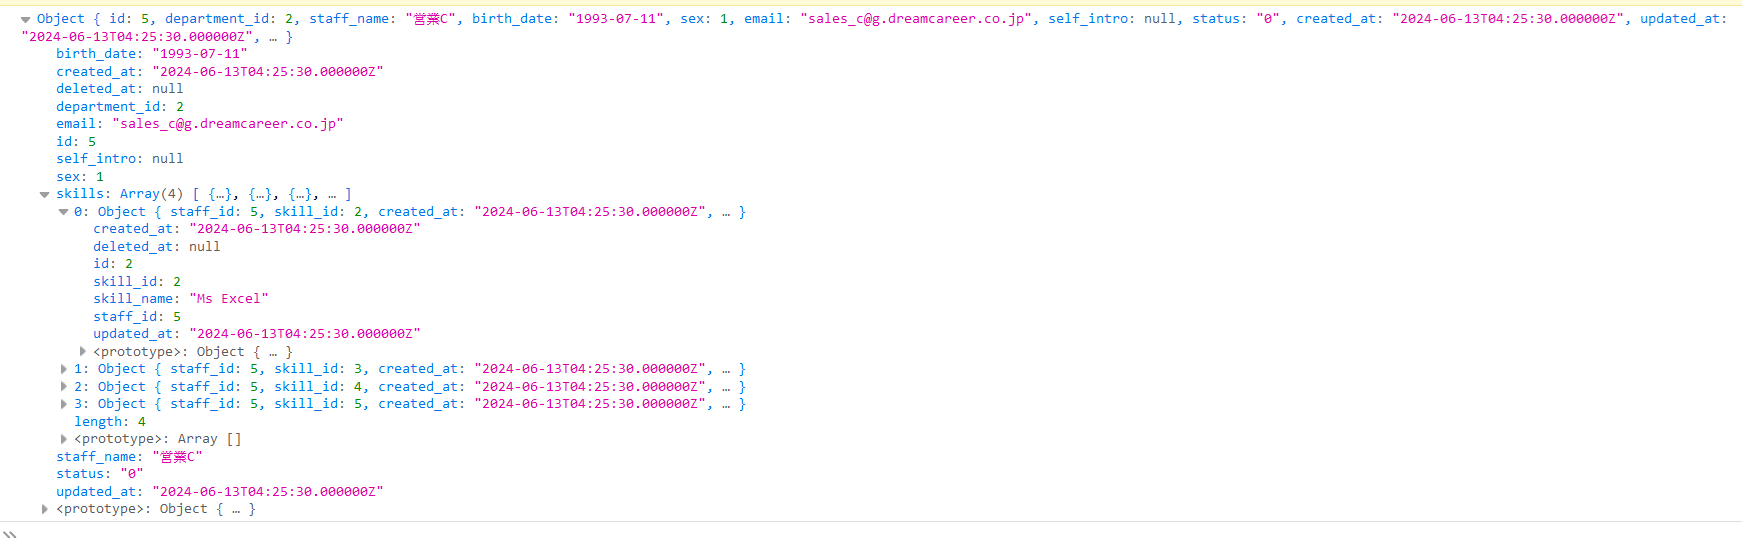 Object { id: 5, department_id: 2, staff_name: "営業C", birth_date: "1993-07-11", sex: 1, email: "sales_c@g.dreamcareer.co.jp", self_intro: null, status: "0", created_at: "2024-06-13T04:25:30.000000Z", updated_at:
"2024-06-13T04:25:30.000000Z", … }
birth_date: "1993-07-11"
created_at: "2024-06-13T04:25:30.000000Z"
deleted_at: null
department_id: 2
email: "sales_c@g.dreamcareer.co.jp"
id: 5
self_intro: null
sex: 1
skills: Array(4) [ {…}, {…}, {…}, … ]
0: Object { staff_id: 5, skill_id: 2, created_at: "2024-06-13T04:25:30.000000Z", … }
created_at: "2024-06-13T04:25:30.000000Z"
deleted_at: null
id: 2
skill_id: 2
skill_name: "Ms Excel"
staff_id: 5
updated_at: "2024-06-13T04:25:30.000000Z"
<prototype>: Object { … }
1: Object { staff_id: 5, skill_id: 3, created_at: "2024-06-13T04:25:30.000000Z", … }
2: Object { staff_id: 5, skill_id: 4, created_at: "2024-06-13T04:25:30.000000Z", … }
3: Object { staff_id: 5, skill_id: 5, created_at: "2024-06-13T04:25:30.000000Z", … }
length: 4
<prototype>: Array []
staff_name: "営業C"
status: "0"
updated_at: "2024-06-13T04:25:30.000000Z"
<prototype>: Object { … }